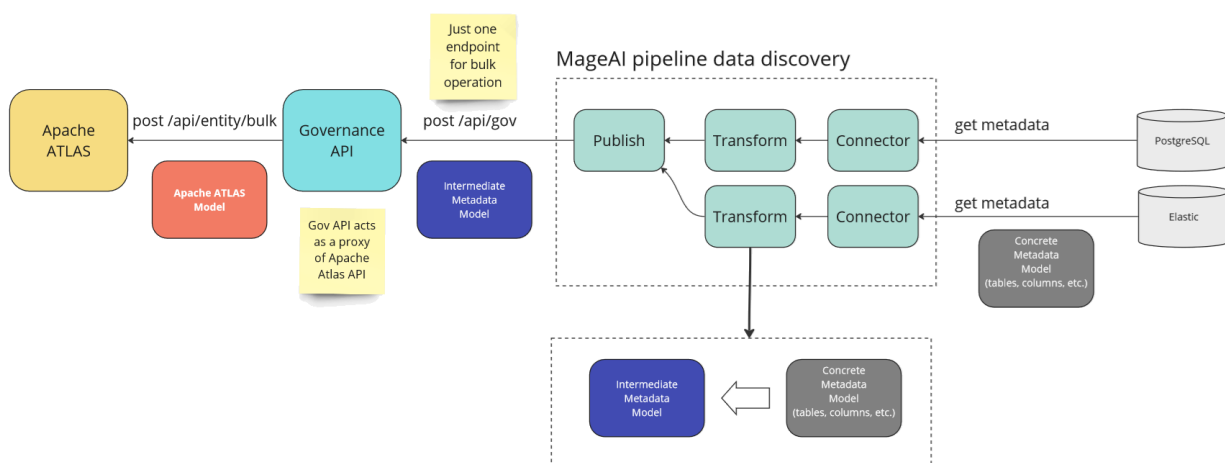 Just one
endpoint
for bulk
operation
MageAI pipeline data discovery
Apache
ATLAS
post /api/entity/bulk
Governance
API
post /api/gov
Publish
Transform
Connector
get metadata
PostgreSQL
Apache ATLAS
Model
Intermediate
Metadata
Model
Transform
Connector
get metadata
Elastic
Gov API acts
as a proxy
of Apache
Atlas API
Concrete
Metadata
Model
(tables, columns, etc.)
Intermediate
Metadata
Model
Concrete
Metadata
Model
(tables, columns, etc.)